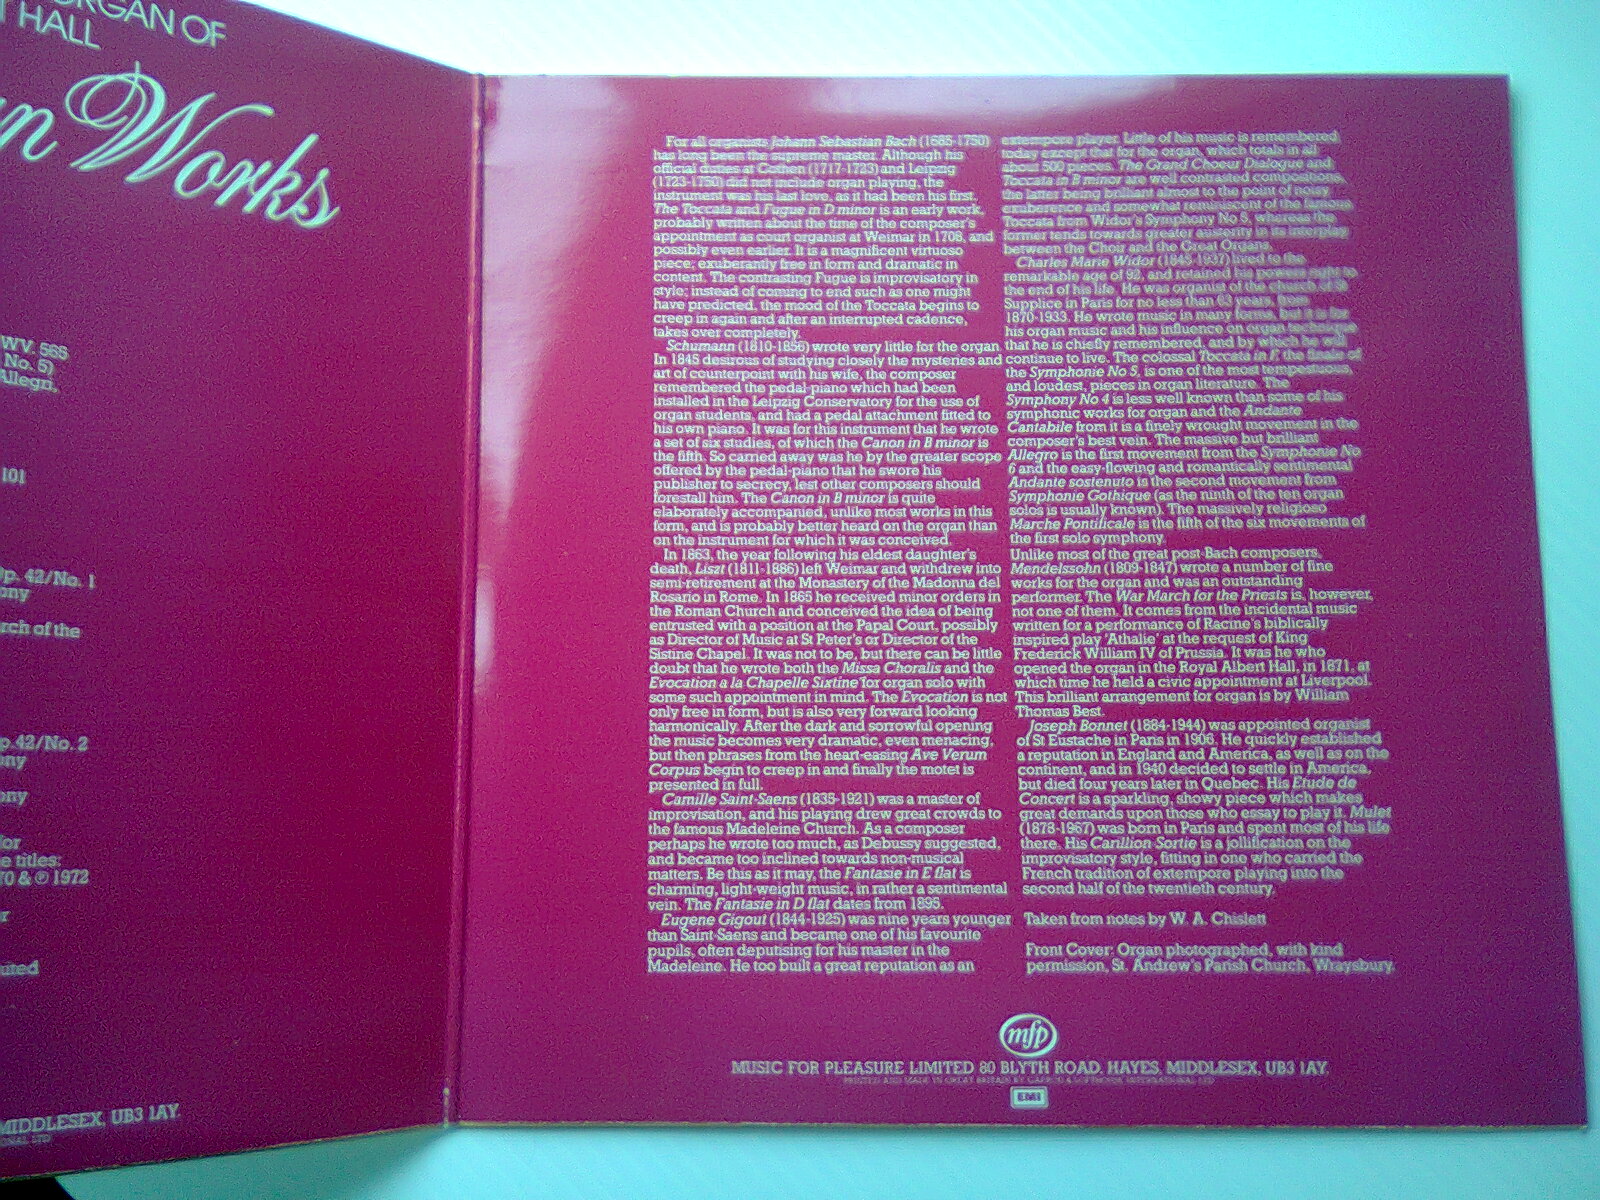 ORGAN OF
HALL
Works
WV. 565
No. 5)
Allegri,
101
Op. 42/No. 1
ony
rch of the
p.42/No. 2
ony
ony
or
e titles:
70 & ℗ 1972
r
uted
MIDDLESEX, UB3 1AY.
ONAL LTD
For all organists Johann Sebastian Bach (1685-1750)
has long been the supreme master. Although his
official duties at Cothen (1717-1723) and Leipzig
(1723-1750) did not include organ playing, the
instrument was his last love, as it had been his first.
The Toccata and Fugue in D minor is an early work,
probably written about the time of the composer's
appointment as court organist at Weimar in 1708, and
possibly even earlier. It is a magnificent virtuoso
piece; exuberantly free in form and dramatic in
content. The contrasting Fugue is improvisatory in
style; instead of coming to end such as one might
have predicted, the mood of the Toccata begins to
creep in again and after an interrupted cadence,
takes over completely.
Schumann (1810-1856) wrote very little for the organ.
In 1845 desirous of studying closely the mysteries and
art of counterpoint with his wife, the composer
remembered the pedal-piano which had been
installed in the Leipzig Conservatory for the use of
organ students, and had a pedal attachment fitted to
his own piano. It was for this instrument that he wrote
a set of six studies, of which the Canon in B minor is
the fifth. So carried away was he by the greater scope
offered by the pedal-piano that he swore his
publisher to secrecy, lest other composers should
forestall him. The Canon in B minor is quite
elaborately accompanied, unlike most works in this
form, and is probably better heard on the organ than
on the instrument for which it was conceived.
In 1863, the year following his eldest daughter's
death, Liszt (1811-1886) left Weimar and withdrew into
semi-retirement at the Monastery of the Madonna del
Rosario in Rome. In 1865 he received minor orders in
the Roman Church and conceived the idea of being
entrusted with a position at the Papal Court, possibly
as Director of Music at St Peter's or Director of the
Sistine Chapel. It was not to be, but there can be little
doubt that he wrote both the Missa Choralis and the
Evocation a la Chapelle Sixtine for organ solo with
some such appointment in mind. The Evocation is not
only free in form, but is also very forward looking
harmonically. After the dark and sorrowful opening
the music becomes very dramatic, even menacing,
but then phrases from the heart-easing Ave Verum
Corpus begin to creep in and finally the motet is
presented in full.
Camille Saint-Saens (1835-1921) was a master of
improvisation, and his playing drew great crowds to
the famous Madeleine Church. As a composer
perhaps he wrote too much, as Debussy suggested,
and became too inclined towards non-musical
matters. Be this as it may, the Fantasie in E flat is
charming, light-weight music, in rather a sentimental
vein. The Fantasie in D flat dates from 1895.
Eugene Gigout (1844-1925) was nine years younger
than Saint-Saens and became one of his favourite
pupils, often deputising for his master in the
Madeleine. He too built a great reputation as an
extempore player. Little of his music is remembered
today except that for the organ, which totals in all
about 500 pieces. The Grand Choeur Dialogue and
Toccata in B minor are well contrasted compositions,
the latter being brilliant almost to the point of noisy
exuberance and somewhat reminiscent of the famous
Toccata from Widor's Symphony No 5, whereas the
former tends towards greater austerity in its interplay
between the Choir and the Great Organs.
Charles Marie Widor (1845-1937) lived to the
remarkable age of 92, and retained his powers right to
the end of his life. He was organist of the church of St
Supplice in Paris for no less than 63 years, from
1870-1933. He wrote music in many forms, but it is for
his organ music and his influence on organ technique
that he is chiefly remembered, and by which he will
continue to live. The colossal Toccata in F, the finale of
the Symphonie No 5, is one of the most tempestuous,
and loudest, pieces in organ literature. The
Symphony No 4 is less well known than some of his
symphonic works for organ and the Andante
Cantabile from it is a finely wrought movement in the
composer's best vein. The massive but brilliant
Allegro is the first movement from the Symphonie No
6 and the easy-flowing and romantically sentimental
Andante sostenuto is the second movement from
Symphonie Gothique (as the ninth of the ten organ
solos is usually known). The massively religioso
Marche Pontificale is the fifth of the six movements of
the first solo symphony.
Unlike most of the great post-Bach composers,
Mendelssohn (1809-1847) wrote a number of fine
works for the organ and was an outstanding
performer. The War March for the Priests is, however,
not one of them. It comes from the incidental music
written for a performance of Racine's biblically
inspired play 'Athalie' at the request of King
Frederick William IV of Prussia. It was he who
opened the organ in the Royal Albert Hall, in 1871, at
which time he held a civic appointment at Liverpool.
This brilliant arrangement for organ is by William
Thomas Best.
Joseph Bonnet (1884-1944) was appointed organist
of St Eustache in Paris in 1906. He quickly established
a reputation in England and America, as well as on the
continent, and in 1940 decided to settle in America,
but died four years later in Quebec. His Etude de
Concert is a sparkling, showy piece which makes
great demands upon those who essay to play it. Mulet
(1878-1967) was born in Paris and spent most of his life
there. His Carillion Sortie is a jollification on the
improvisatory style, fitting in one who carried the
French tradition of extempore playing into the
second half of the twentieth century.
Taken from notes by W. A. Chislett
Front Cover: Organ photographed, with kind
permission, St. Andrew's Parish Church, Wraysbury.
mfp
MUSIC FOR PLEASURE LIMITED 80 BLYTH ROAD, HAYES, MIDDLESEX, UB3 1AY.
PRINTED AND MADE IN GREAT BRITAIN BY GARROD & LOFTHOUSE INTERNATIONAL LTD
EMI